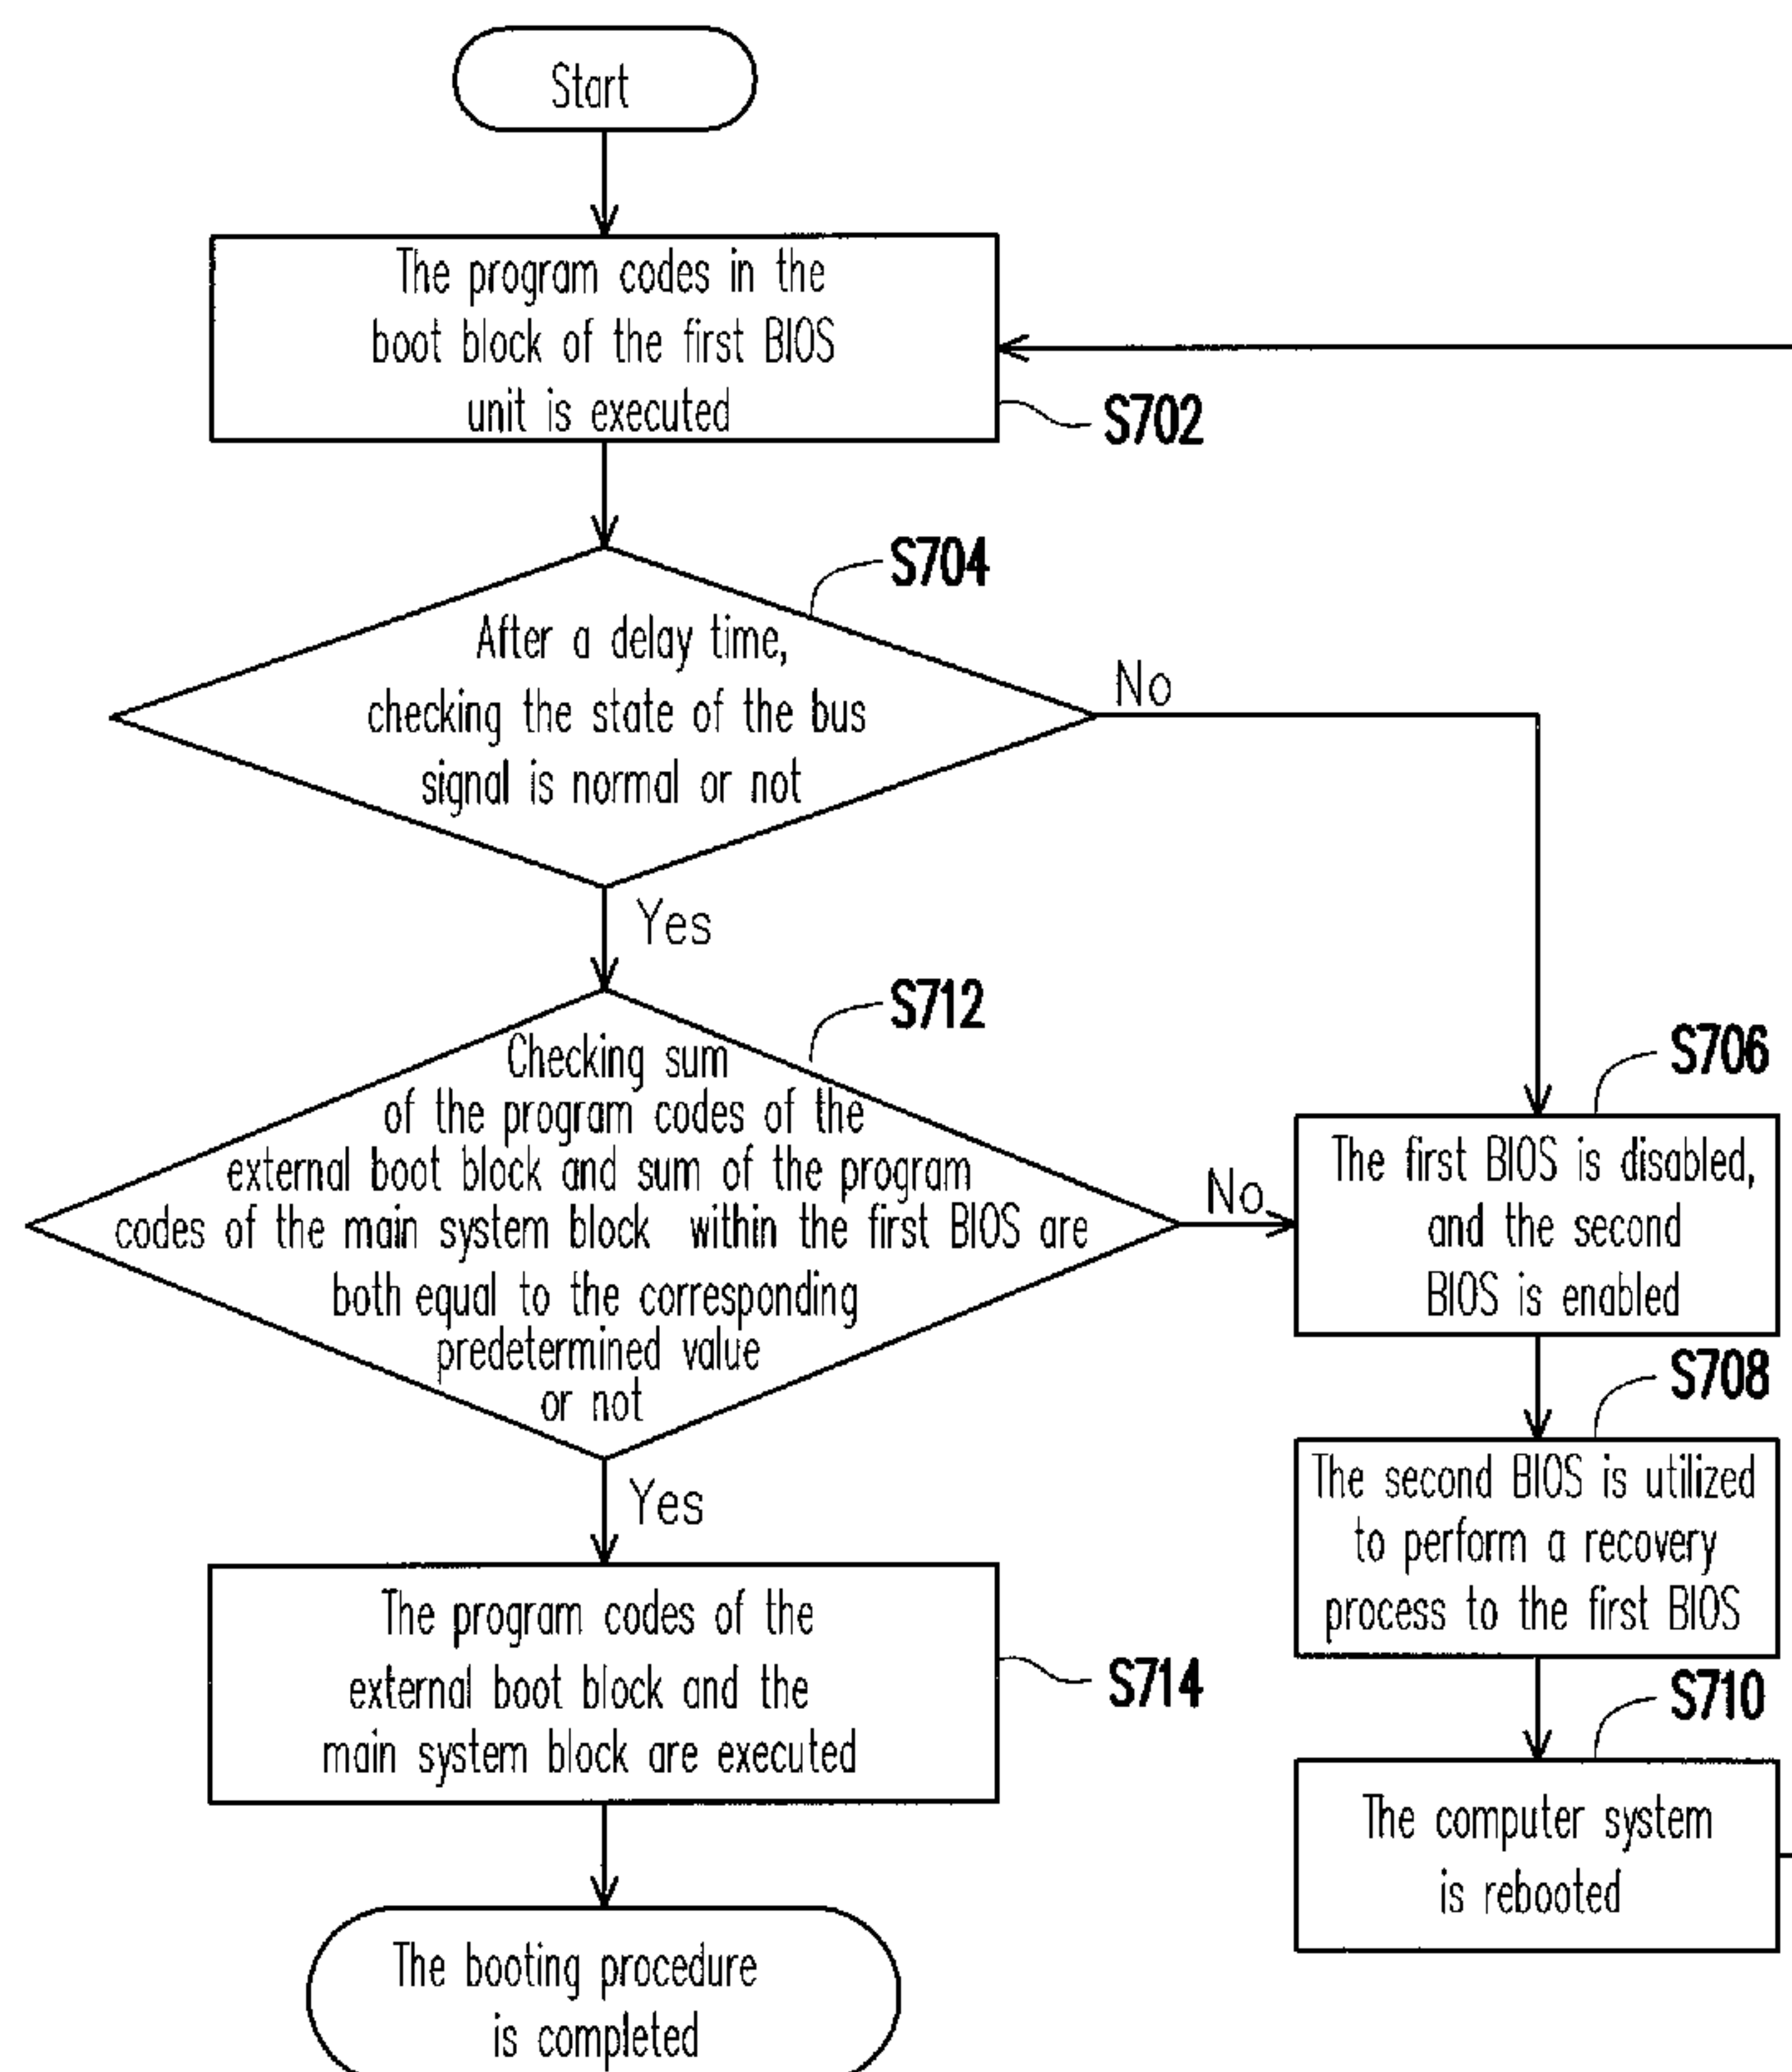 Start
The program codes in the
boot block of the first BIOS
unit is executed
S702
S704
After a delay time,
checking the state of the bus
signal is normal or not
No
Yes
S712
Checking sum
of the program codes of the
external boot block and sum of the program
codes of the main system block within the first BIOS are
both equal to the corresponding
predetermined value
or not
No
Yes
S706
The first BIOS is disabled,
and the second
BIOS is enabled
S708
The second BIOS is utilized
to perform a recovery
process to the first BIOS
S710
The computer system
is rebooted
The program codes of the
external boot block and the
main system block are executed
S714
The booting procedure
is completed